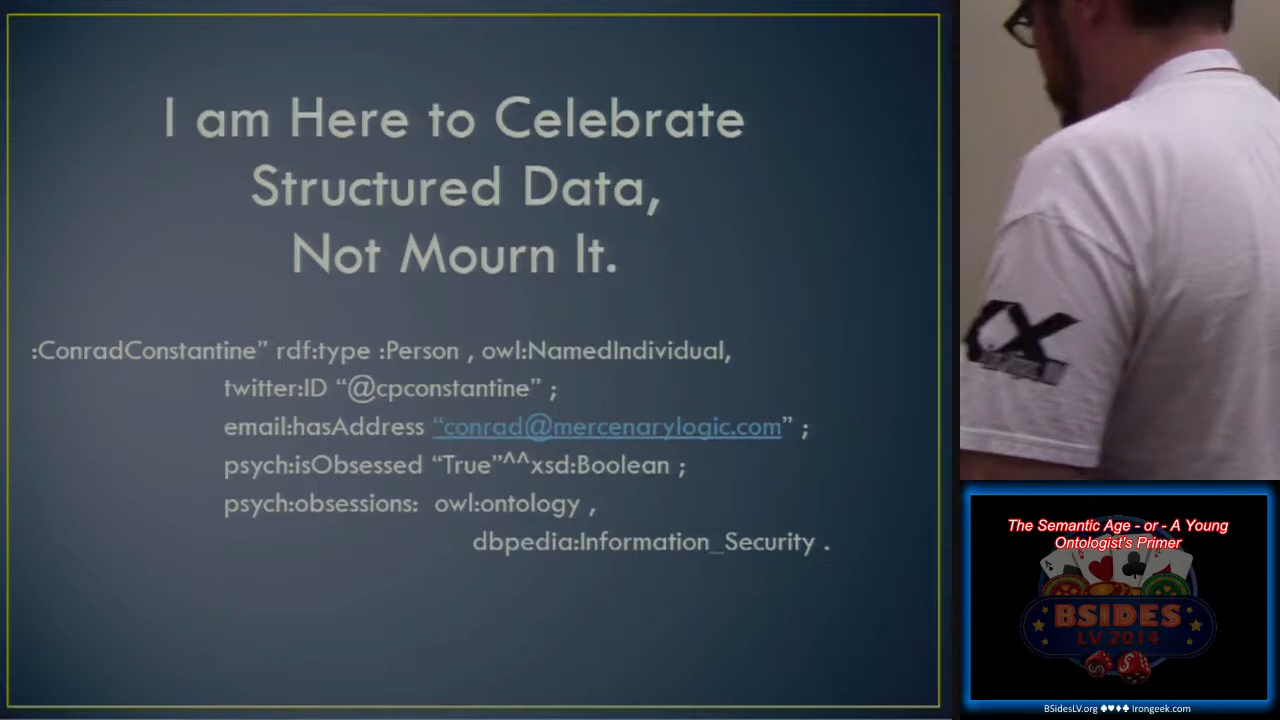 I am Here to Celebrate
Structured Data,
Not Mourn It.
:ConradConstantine” rdf:type :Person , owl:NamedIndividual,
twitter:ID “@cpconstantine” ;
email:hasAddress “conrad@mercenarylogic.com” ;
psych:isObsessed “True”^^xsd:Boolean ;
psych:obsessions: owl:ontology ,
dbpedia:Information_Security .
CX
The Semantic Age - or - A Young
Ontologist's Primer
BSIDES
LV 2014
BSidesLV.org ♠♥♦♣ Irongeek.com